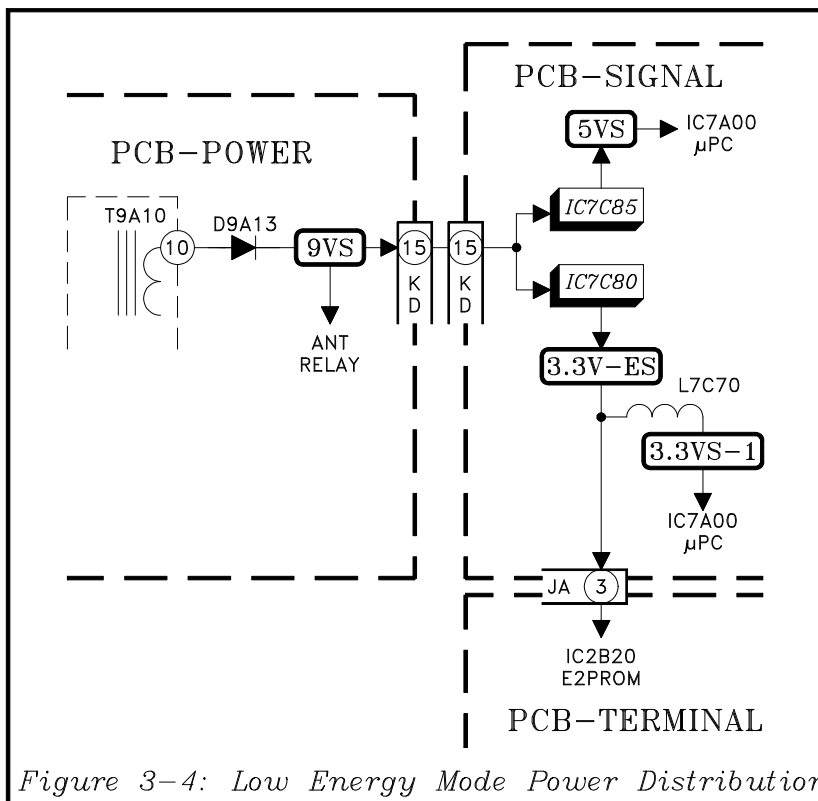 PCB-SIGNAL
5VS
IC7A00
µPC
PCB-POWER
T9A10
D9A13
IC7C85
10
9VS
15
15
K
D
K
D
IC7C80
ANT
RELAY
3.3V-ES
L7C70
3.3VS-1
IC7A00
µPC
JA
3
IC2B20
E2PROM
PCB-TERMINAL
Figure 3-4: Low Energy Mode Power Distribution